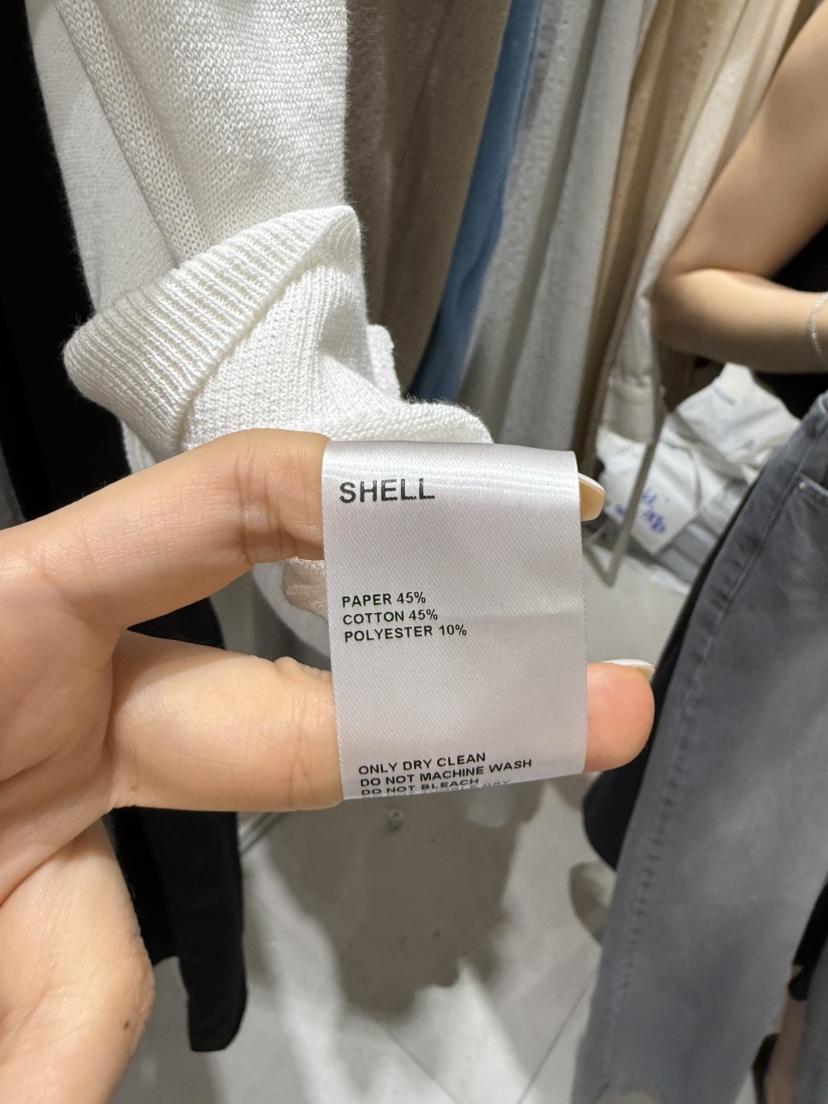 SHELL
PAPER 45%
COTTON 45%
POLYESTER 10%
ONLY DRY CLEAN
DO NOT MACHINE WASH
DO NOT BLEACH